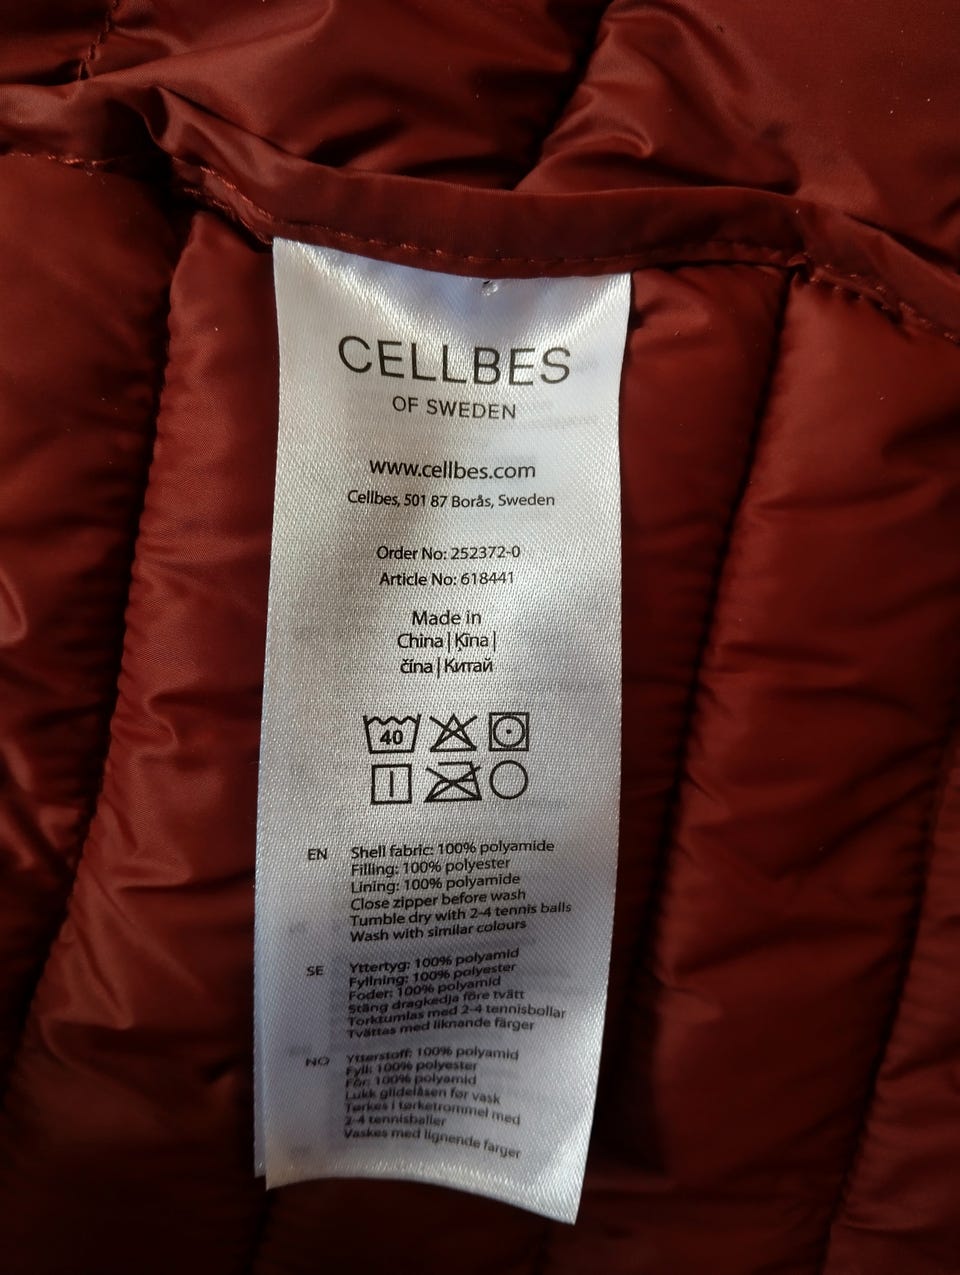 CELLBES
OF SWEDEN
www.cellbes.com
Cellbes, 501 87 Borås, Sweden
Order No: 252372-0
Article No: 618441
Made in
China | Ķīna |
čína | Китай
40
EN Shell fabric: 100% polyamide
Filling: 100% polyester
Lining: 100% polyamide
Close zipper before wash
Tumble dry with 2-4 tennis balls
Wash with similar colours
SE Yttertyg: 100% polyamid
Fyllning: 100% polyester
Foder: 100% polyamid
Stäng dragkedja före tvätt
Torktumlas med 2-4 tennisbollar
Tvättas med liknande färger
NO Ytterstoff: 100% polyamid
Fyll: 100% polyester
Fôr: 100% polyamid
Lukk glidelåsen før vask
Tørkes i tørketrommel med
2-4 tennisballer
Vaskes med lignende farger